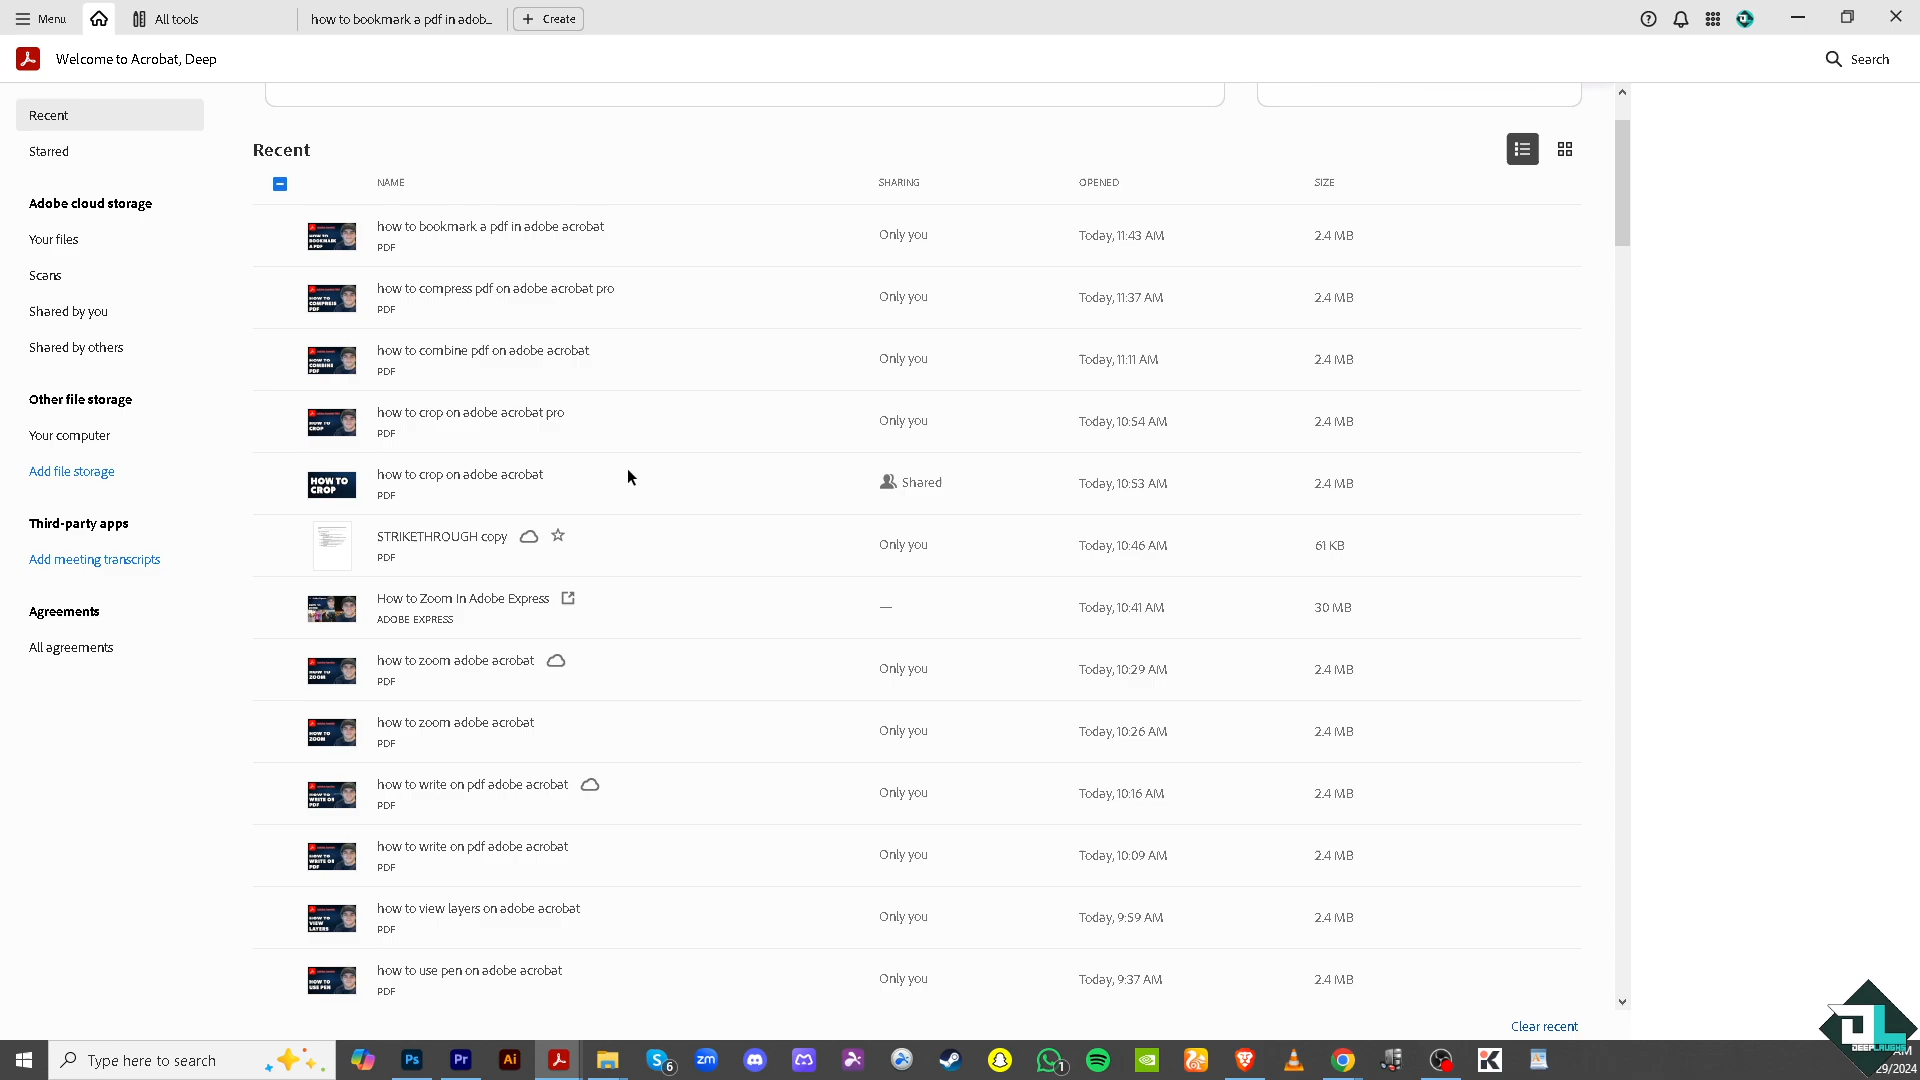 Menu
All tools
how to bookmark a pdf in adob...
Create
Welcome to Acrobat, Deep
Search
Recent
Starred
Adobe cloud storage
Your files
Scans
Shared by you
Shared by others
Other file storage
Your computer
Add file storage
Third-party apps
Add meeting transcripts
Agreements
All agreements
Recent
NAME SHARING OPENED SIZE
how to bookmark a pdf in adobe acrobat
PDF
Only you Today, 11:43 AM 2.4 MB
how to compress pdf on adobe acrobat pro
PDF
Only you Today, 11:37 AM 2.4 MB
how to combine pdf on adobe acrobat
PDF
Only you Today, 11:11 AM 2.4 MB
how to crop on adobe acrobat pro
PDF
Only you Today, 10:54 AM 2.4 MB
HOW TO
CROP
how to crop on adobe acrobat
PDF
Shared Today, 10:53 AM 2.4 MB
STRIKETHROUGH copy
PDF
Only you Today, 10:46 AM 61 KB
How to Zoom In Adobe Express
ADOBE EXPRESS
— Today, 10:41 AM 30 MB
how to zoom adobe acrobat
PDF
Only you Today, 10:29 AM 2.4 MB
how to zoom adobe acrobat
PDF
Only you Today, 10:26 AM 2.4 MB
how to write on pdf adobe acrobat
PDF
Only you Today, 10:16 AM 2.4 MB
how to write on pdf adobe acrobat
PDF
Only you Today, 10:09 AM 2.4 MB
how to view layers on adobe acrobat
PDF
Only you Today, 9:59 AM 2.4 MB
how to use pen on adobe acrobat
PDF
Only you Today, 9:37 AM 2.4 MB
Clear recent
Type here to search
Ps
Pr
Ai
6
zm
1
DEEPLAUGHS
AM
29/2024